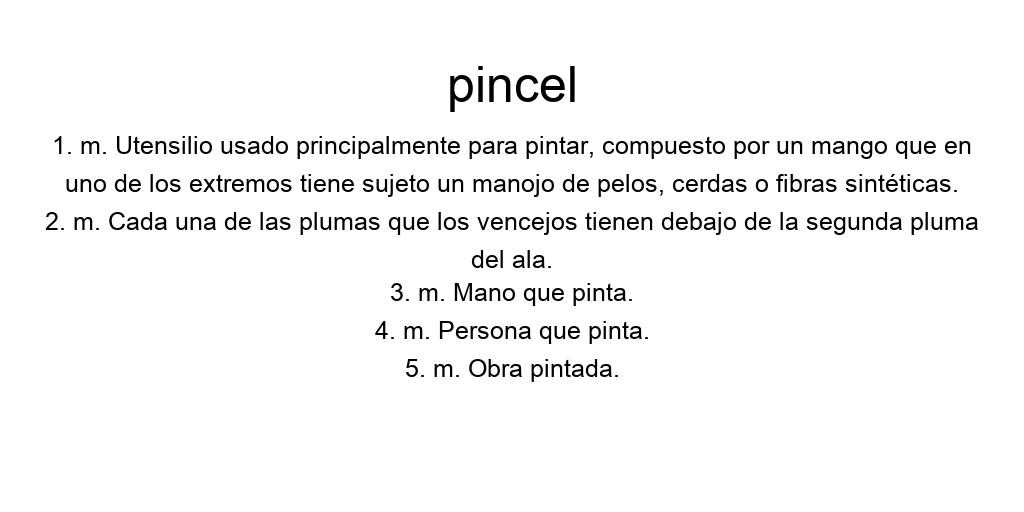 pincel
1. m. Utensilio usado principalmente para pintar, compuesto por un mango que en
uno de los extremos tiene sujeto un manojo de pelos, cerdas o fibras sintéticas.
2. m. Cada una de las plumas que los vencejos tienen debajo de la segunda pluma
del ala.
3. m. Mano que pinta.
4. m. Persona que pinta.
5. m. Obra pintada.